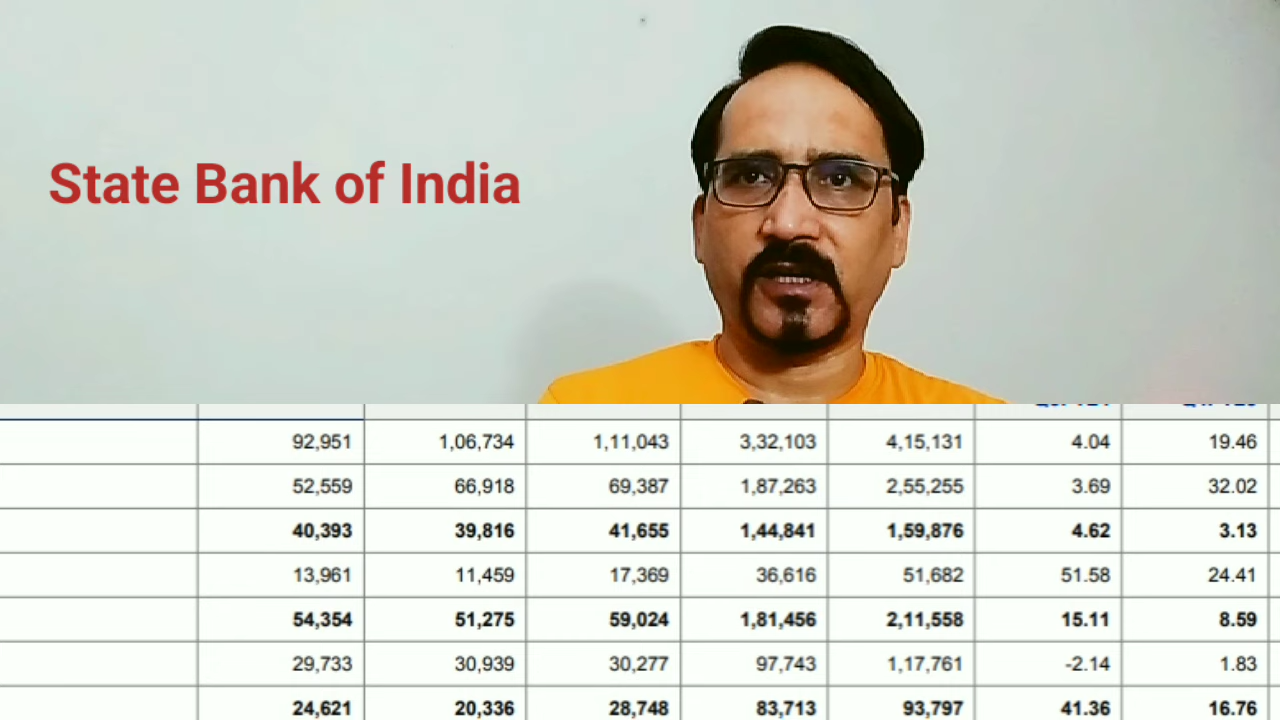 State Bank of India
92,951 1,06,734 1,11,043 3,32,103 4,15,131 4.04 19.46
52,559 66,918 69,387 1,87,263 2,55,255 3.69 32.02
40,393 39,816 41,655 1,44,841 1,59,876 4.62 3.13
13,961 11,459 17,369 36,616 51,682 51.58 24.41
54,354 51,275 59,024 1,81,456 2,11,558 15.11 8.59
29,733 30,939 30,277 97,743 1,17,761 -2.14 1.83
24,621 20,336 28,748 83,713 93,797 41.36 16.76